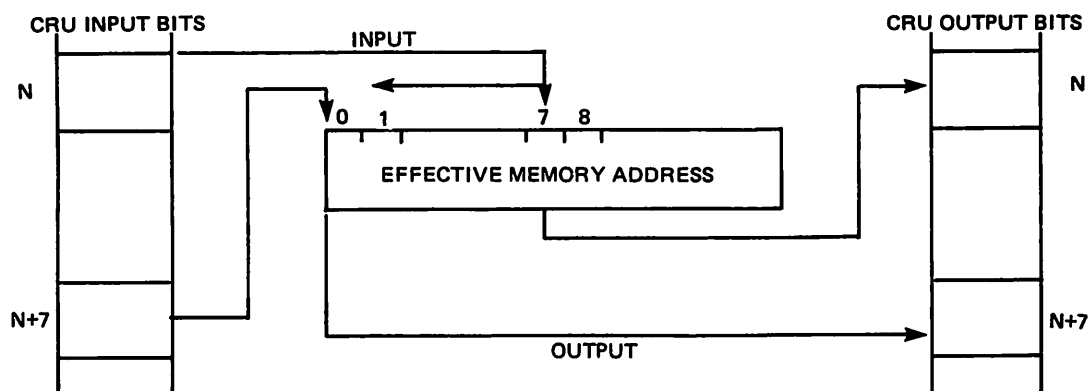 CRU INPUT BITS
CRU OUTPUT BITS
INPUT
N
N
0 1 7 8
EFFECTIVE MEMORY ADDRESS
N+7
N+7
OUTPUT